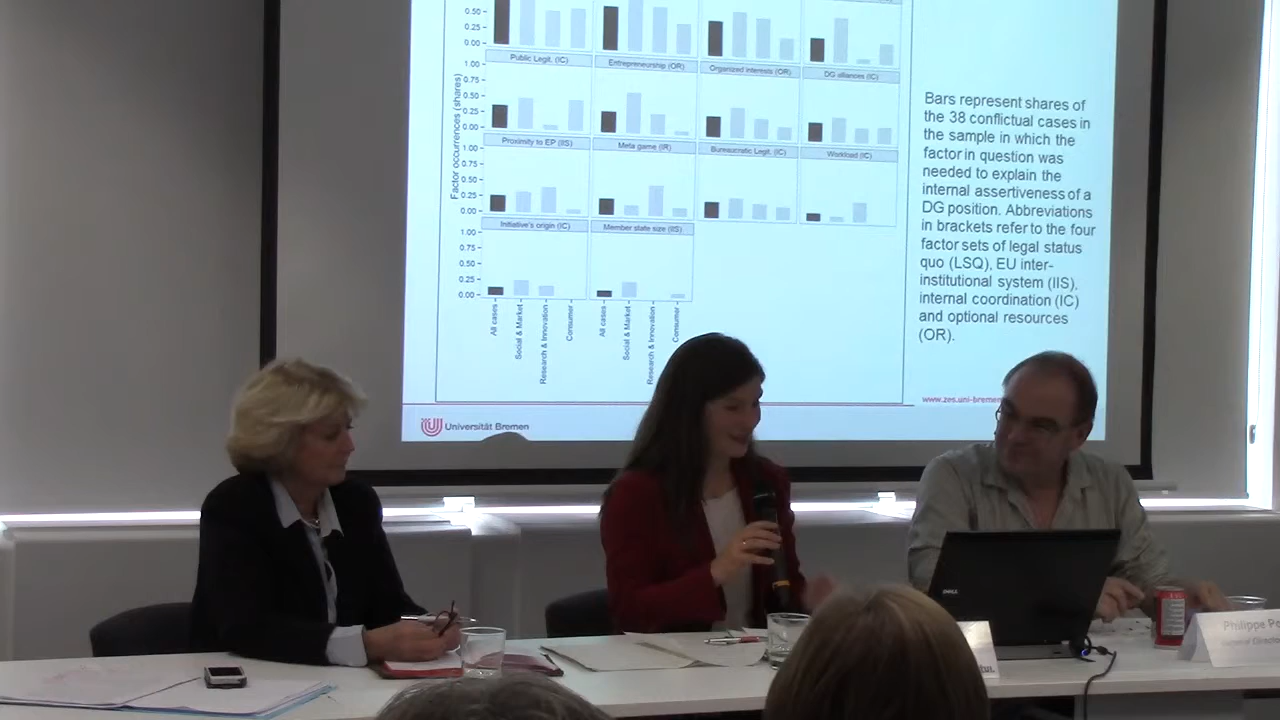 0.50
0.25
0.00
Public Legit. (IC)
Entrepreneurship (OR)
Organized Interests (OR)
DG alliances (IC)
1.00
0.75
0.50
0.25
0.00
Factor occurrences (shares)
Proximity to EP (IIS)
Meta game (IR)
Bureaucratic Legit. (IC)
Workload (IC)
1.00
0.75
0.50
0.25
0.00
Initiative's origin (IC)
Member state size (IIS)
1.00
0.75
0.50
0.25
0.00
All cases
Social & Market
Research & Innovation
Consumer
All cases
Social & Market
Research & Innovation
Consumer
Bars represent shares of
the 38 conflictual cases in
the sample in which the
factor in question was
needed to explain the
internal assertiveness of a
DG position. Abbreviations
in brackets refer to the four
factor sets of legal status
quo (LSQ), EU inter-
institutional system (IIS).
internal coordination (IC)
and optional resources
(OR).
www.zes.uni-bremen
Universität Bremen
DELL
Philippe Po